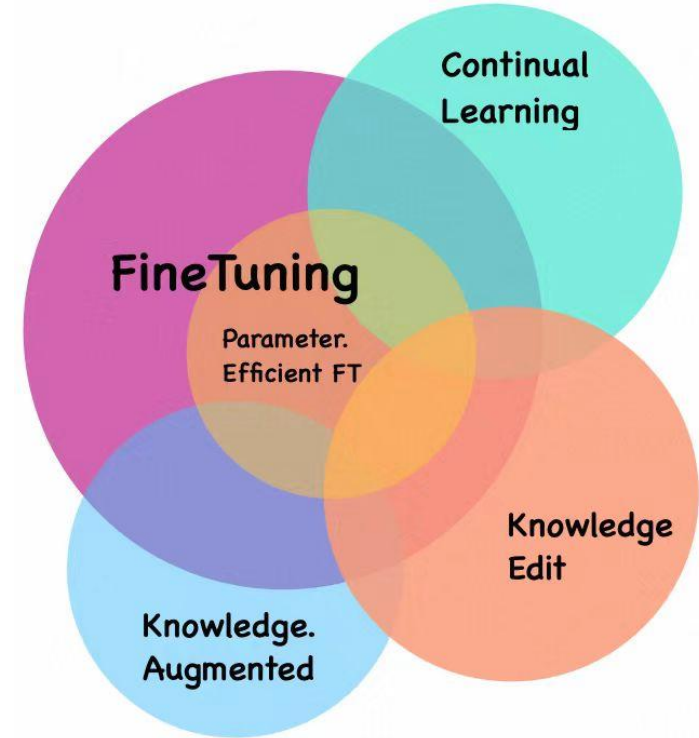 Continual
Learning
FineTuning
Parameter.
Efficient FT
Knowledge
Edit
Knowledge.
Augmented